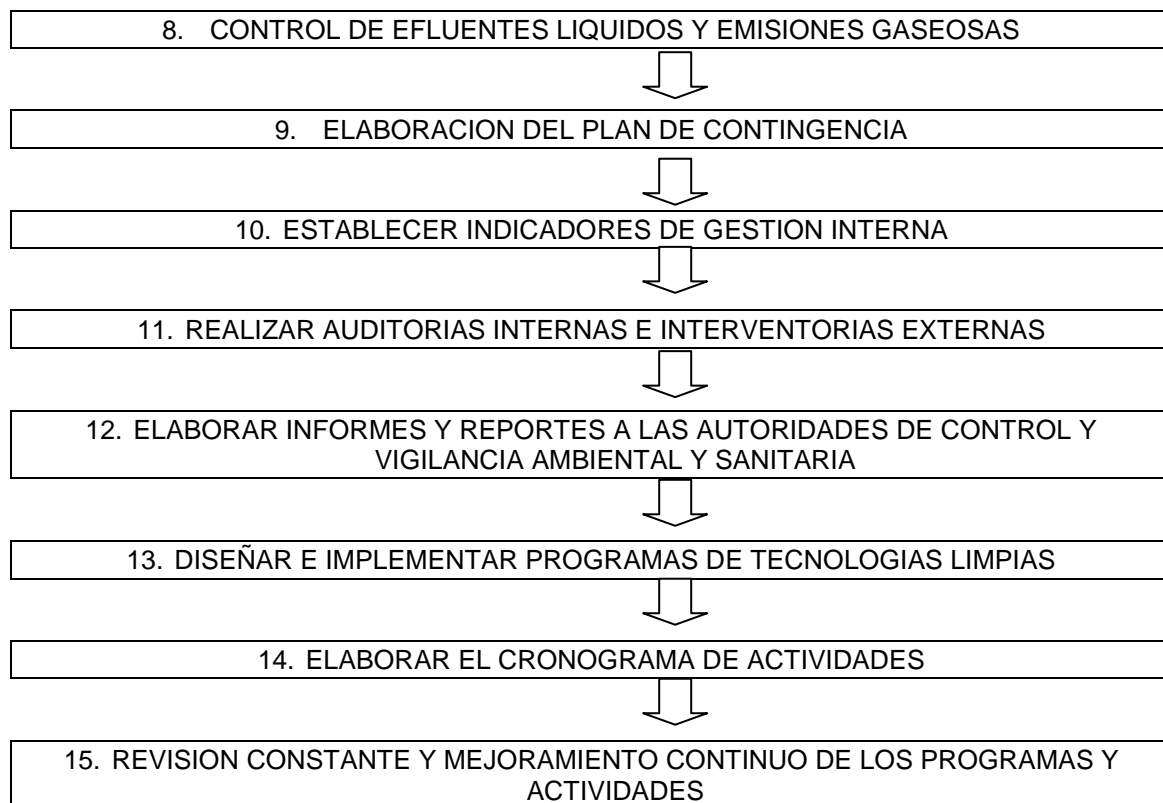 8. CONTROL DE EFLUENTES LIQUIDOS Y EMISIONES GASEOSAS
9. ELABORACION DEL PLAN DE CONTINGENCIA
10. ESTABLECER INDICADORES DE GESTION INTERNA
11. REALIZAR AUDITORIAS INTERNAS E INTERVENTORIAS EXTERNAS
12. ELABORAR INFORMES Y REPORTES A LAS AUTORIDADES DE CONTROL Y
VIGILANCIA AMBIENTAL Y SANITARIA
13. DISEÑAR E IMPLEMENTAR PROGRAMAS DE TECNOLOGIAS LIMPIAS
14. ELABORAR EL CRONOGRAMA DE ACTIVIDADES
15. REVISION CONSTANTE Y MEJORAMIENTO CONTINUO DE LOS PROGRAMAS Y
ACTIVIDADES